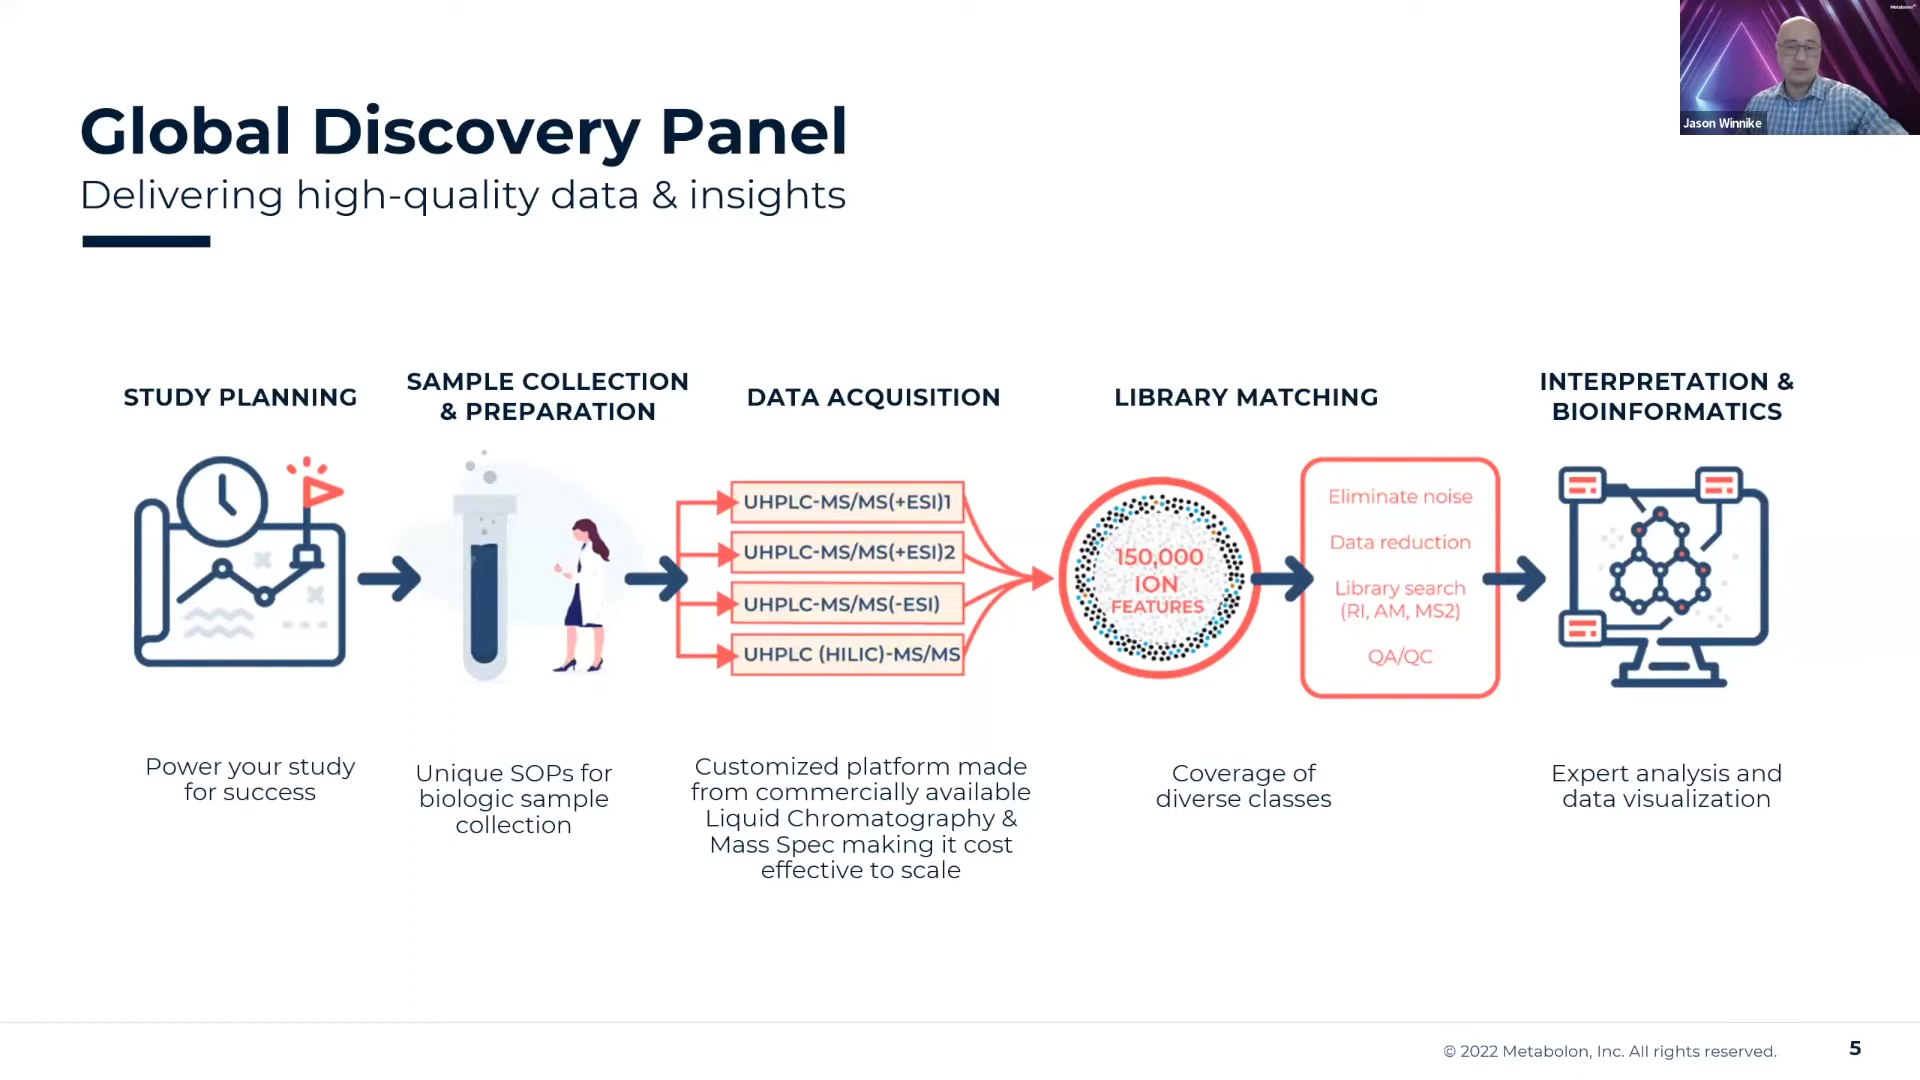 Metabolon
Jason Winnike
Global Discovery Panel
Delivering high-quality data & insights
STUDY PLANNING
Power your study
for success
SAMPLE COLLECTION
& PREPARATION
Unique SOPs for
biologic sample
collection
DATA ACQUISITION
UHPLC-MS/MS(+ESI)1
UHPLC-MS/MS(+ESI)2
UHPLC-MS/MS(-ESI)
UHPLC (HILIC)-MS/MS
Customized platform made
from commercially available
Liquid Chromatography &
Mass Spec making it cost
effective to scale
LIBRARY MATCHING
150,000
ION
FEATURES
Eliminate noise
Data reduction
Library search
(RI, AM, MS2)
QA/QC
Coverage of
diverse classes
INTERPRETATION &
BIOINFORMATICS
Expert analysis and
data visualization
© 2022 Metabolon, Inc. All rights reserved.
5